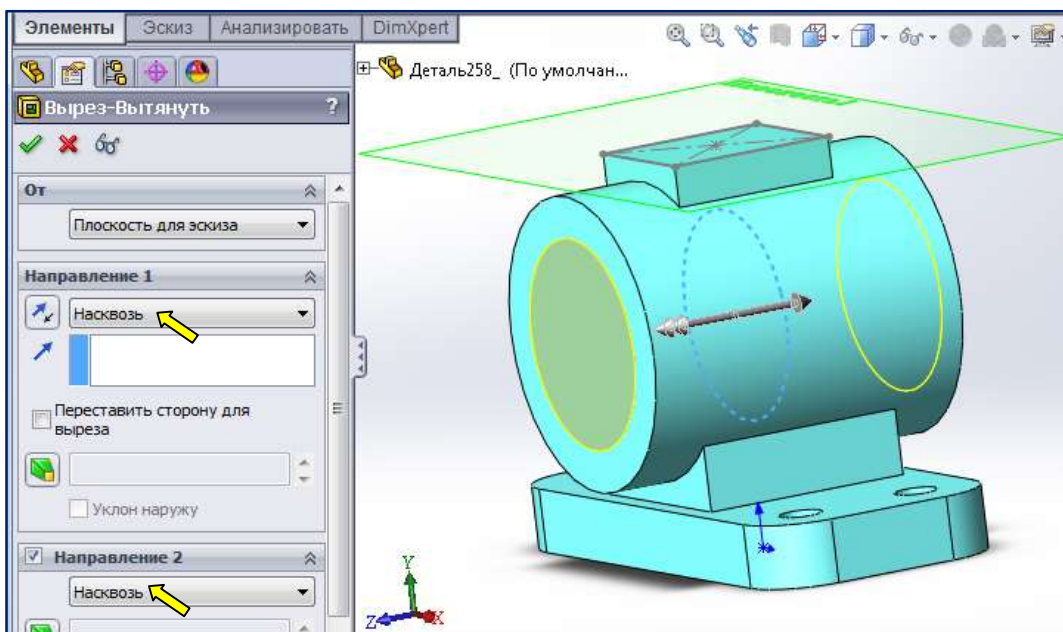 Элементы Эскиз Анализировать DimXpert
Деталь258_ (По умолчан...
Вырез-Вытянуть ?
От
Плоскость для эскиза
Направление 1
Насквозь
Переставить сторону для
выреза
Уклон наружу
Направление 2
Насквозь
Y
Z X